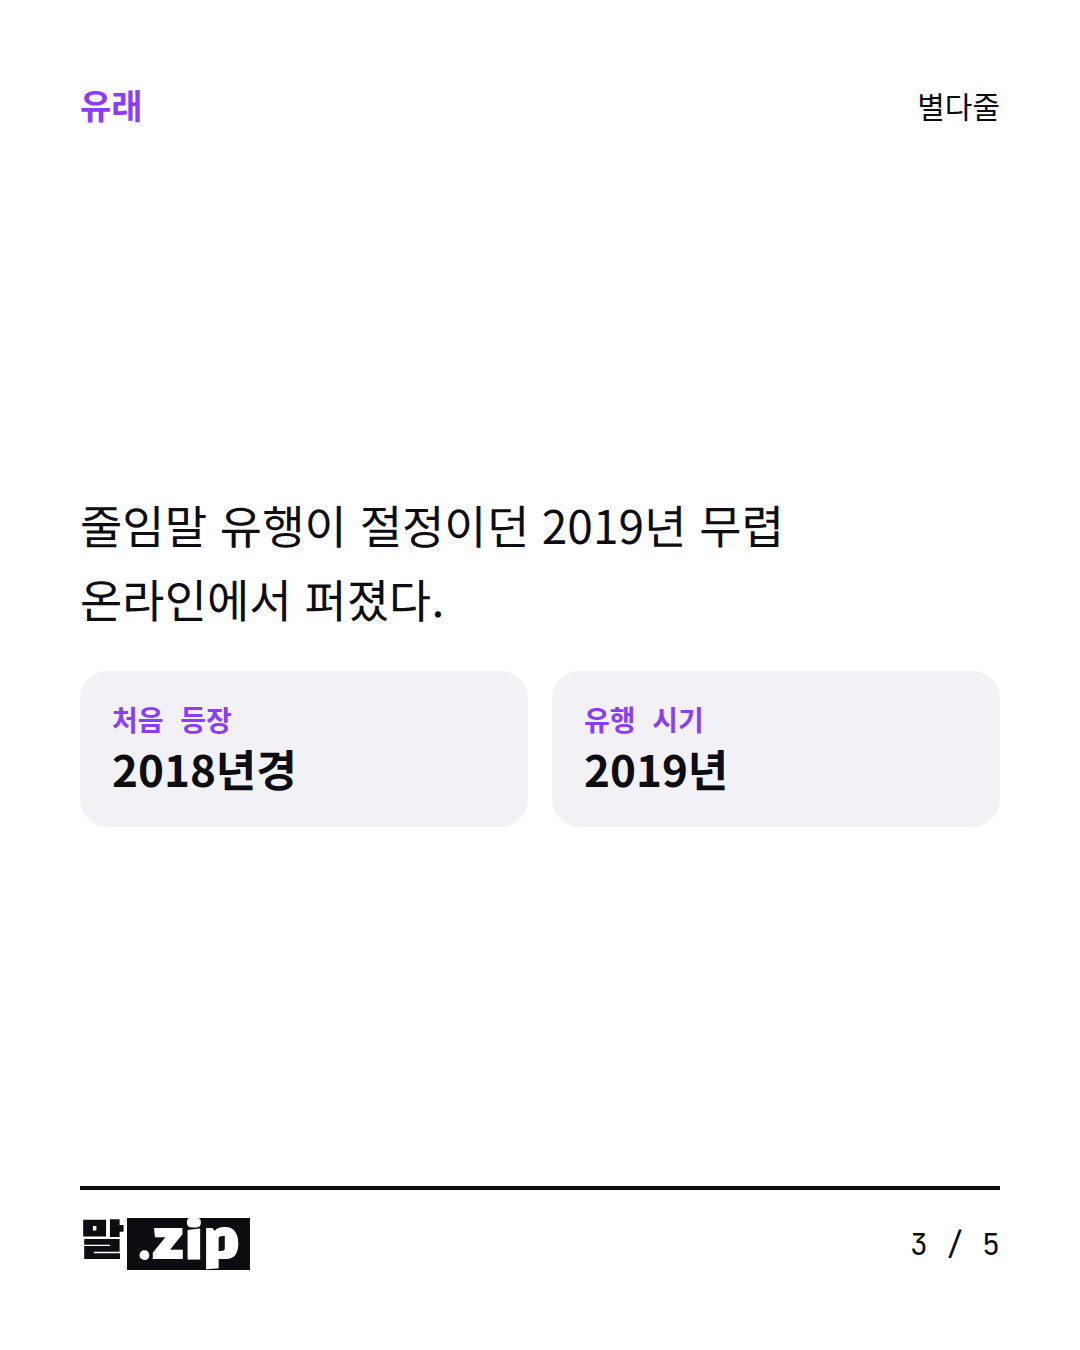 유래
별다줄
줄임말 유행이 절정이던 2019년 무렵
온라인에서 퍼졌다.
처음 등장
2018년경
유행 시기
2019년
말.zip
3 / 5